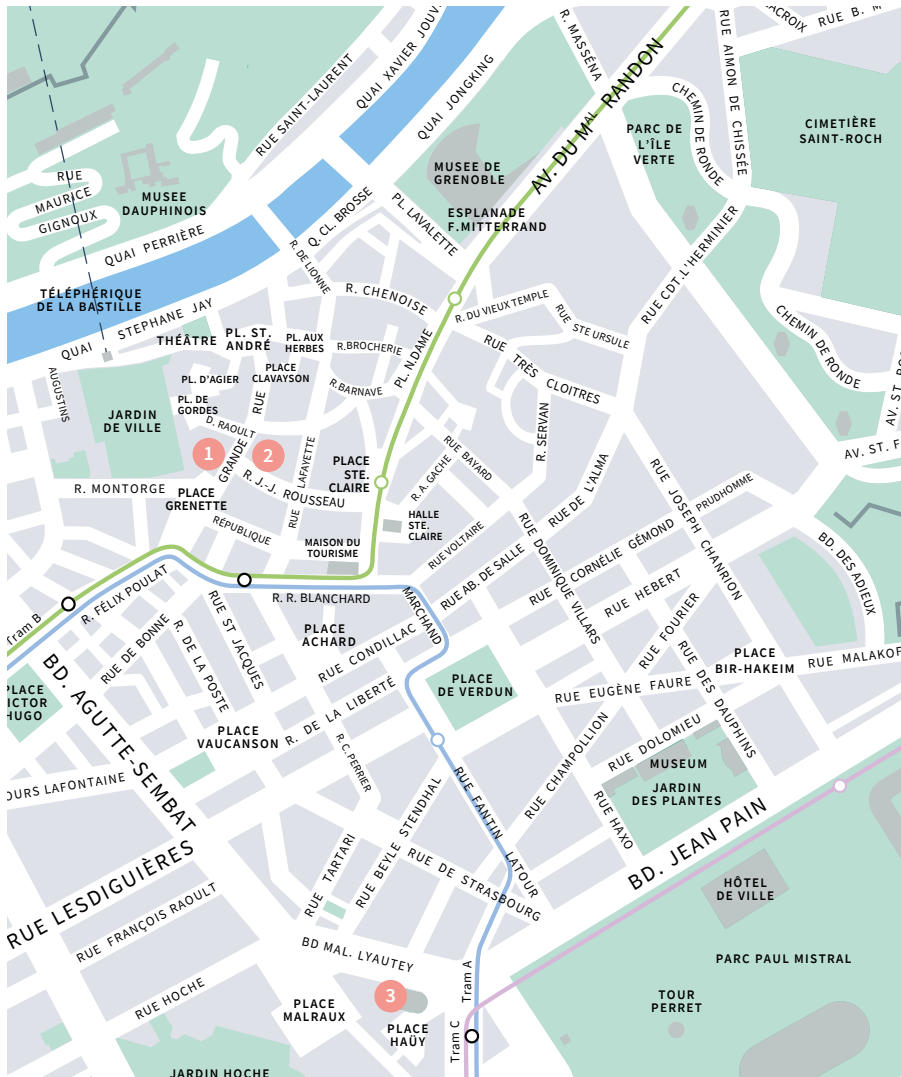 LACROIX
RUE B. M
R. MASSÉNA
RUE AIMON DE CHISSÉE
QUAI XAVIER JOUV
RUE SAINT-LAURENT
QUAI JONGKING
AV. DU Mᴬᴸ RANDON
CHEMIN DE RONDE
CIMETIÈRE
SAINT-ROCH
PARC DE
L'ÎLE
VERTE
MUSEE DE
GRENOBLE
RUE
MAURICE
GIGNOUX
MUSEE
DAUPHINOIS
Q. CL. BROSSE
PL. LAVALETTE
ESPLANADE
F.MITTERRAND
QUAI PERRIÈRE
R. DE LIONNE
RUE CDT. L'HERMINIER
TÉLÉPHÉRIQUE
DE LA BASTILLE
R. CHENOISE
R. DU VIEUX TEMPLE
RUE STE URSULE
CHEMIN DE RONDE
QUAI STEPHANE JAY
THÉÂTRE
PL. ST.
ANDRÉ
PL. AUX
HERBES
R.BROCHERIE
PL. N.DAME
RUE TRÈS CLOITRES
AUGUSTINS
PL. D'AGIER
PLACE
CLAVAYSON
R.BARNAVE
PL. DE
GORDES
RUE
GRANDE
D. RAOULT
JARDIN
DE VILLE
R. SERVAN
AV. ST. RO
AV. ST. F
1
2
LAFAYETTE
RUE
PLACE
STE.
CLAIRE
RUE BAYARD
R. A. GACHE
RUE DE L'ALMA
RUE JOSEPH CHANRION
R. MONTORGE
PLACE
GRENETTE
R. J.-J. ROUSSEAU
RÉPUBLIQUE
HALLE
STE.
CLAIRE
MAISON DU
TOURISME
RUE VOLTAIRE
RUE DOMINIQUE VILLARS
RUE CORNÉLIE GÉMOND
PRUDHOMME
BD. DES ADIEUX
RUE AB. DE SALLE
RUE HEBERT
Tram B
R. FÉLIX POULAT
R. R. BLANCHARD
MARCHAND
RUE ST JACQUES
PLACE
ACHARD
RUE DE BONNE
R. DE LA POSTE
RUE CONDILLAC
RUE FOURIER
RUE DES DAUPHINS
PLACE
BIR-HAKEIM
RUE MALAKOF
PLACE
VICTOR
HUGO
BD. AGUTTE-SEMBAT
PLACE
DE VERDUN
RUE EUGÈNE FAURE
PLACE
VAUCANSON
R. DE LA LIBERTÉ
R. C. PERRIER
RUE CHAMPOLLION
RUE DOLOMIEU
MUSEUM
JARDIN
DES PLANTES
OURS LAFONTAINE
RUE FANTIN LATOUR
RUE HAXO
BD. JEAN PAIN
RUE BEYLE STENDHAL
RUE TARTARI
RUE DE STRASBOURG
RUE LESDIGUIÈRES
RUE FRANÇOIS RAOULT
HÔTEL
DE VILLE
BD MAL. LYAUTEY
PARC PAUL MISTRAL
RUE HOCHE
PLACE
MALRAUX
3
PLACE
HAÜY
Tram A
Tram C
TOUR
PERRET
JARDIN HOCHE